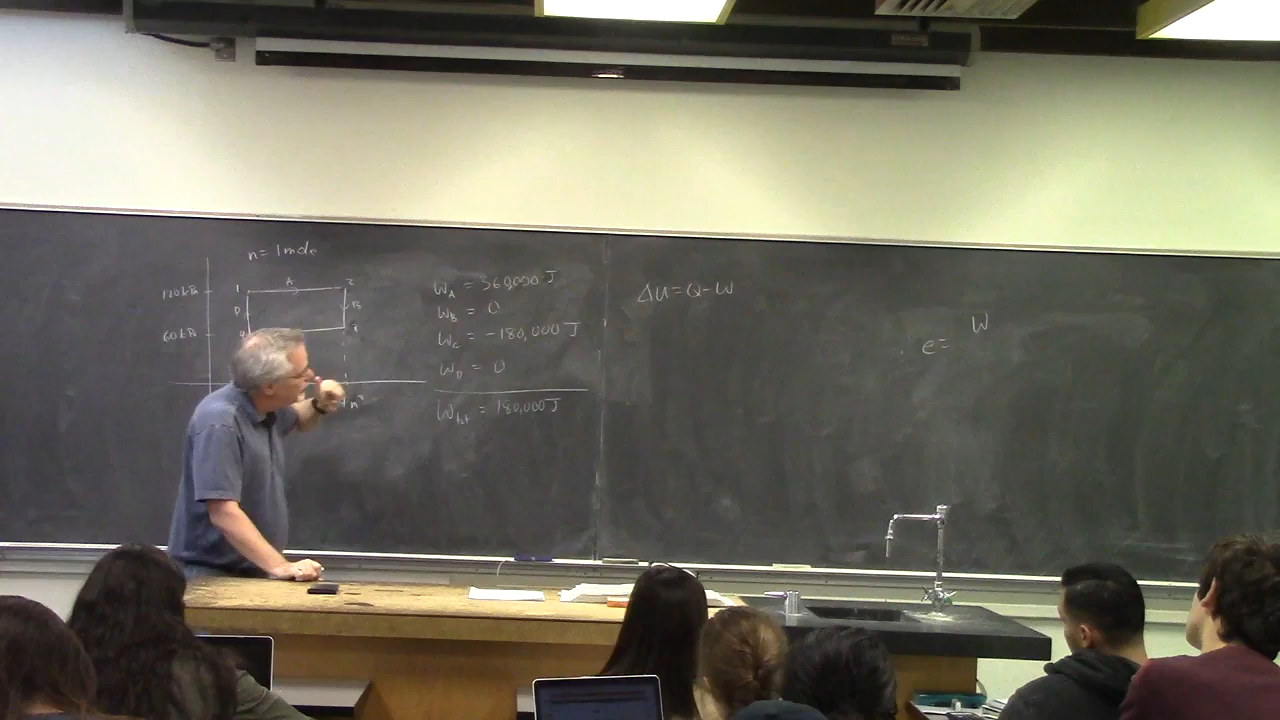 n = 1 mole
120 kPa 1 A 2
D B
60 kPa 4 3
m³
W_A = 360,000 J
W_B = 0
W_C = -180,000 J
W_D = 0
W_tot = 180,000 J
ΔU = Q - W
e = W